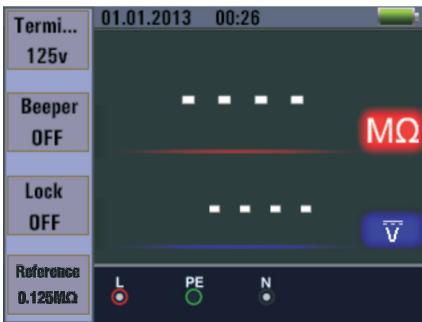 Termi...
125v
01.01.2013 00:26
Beeper
OFF
Lock
OFF
Reference
0.125MΩ
- - - -
MΩ
- - - -
V
L
PE
N